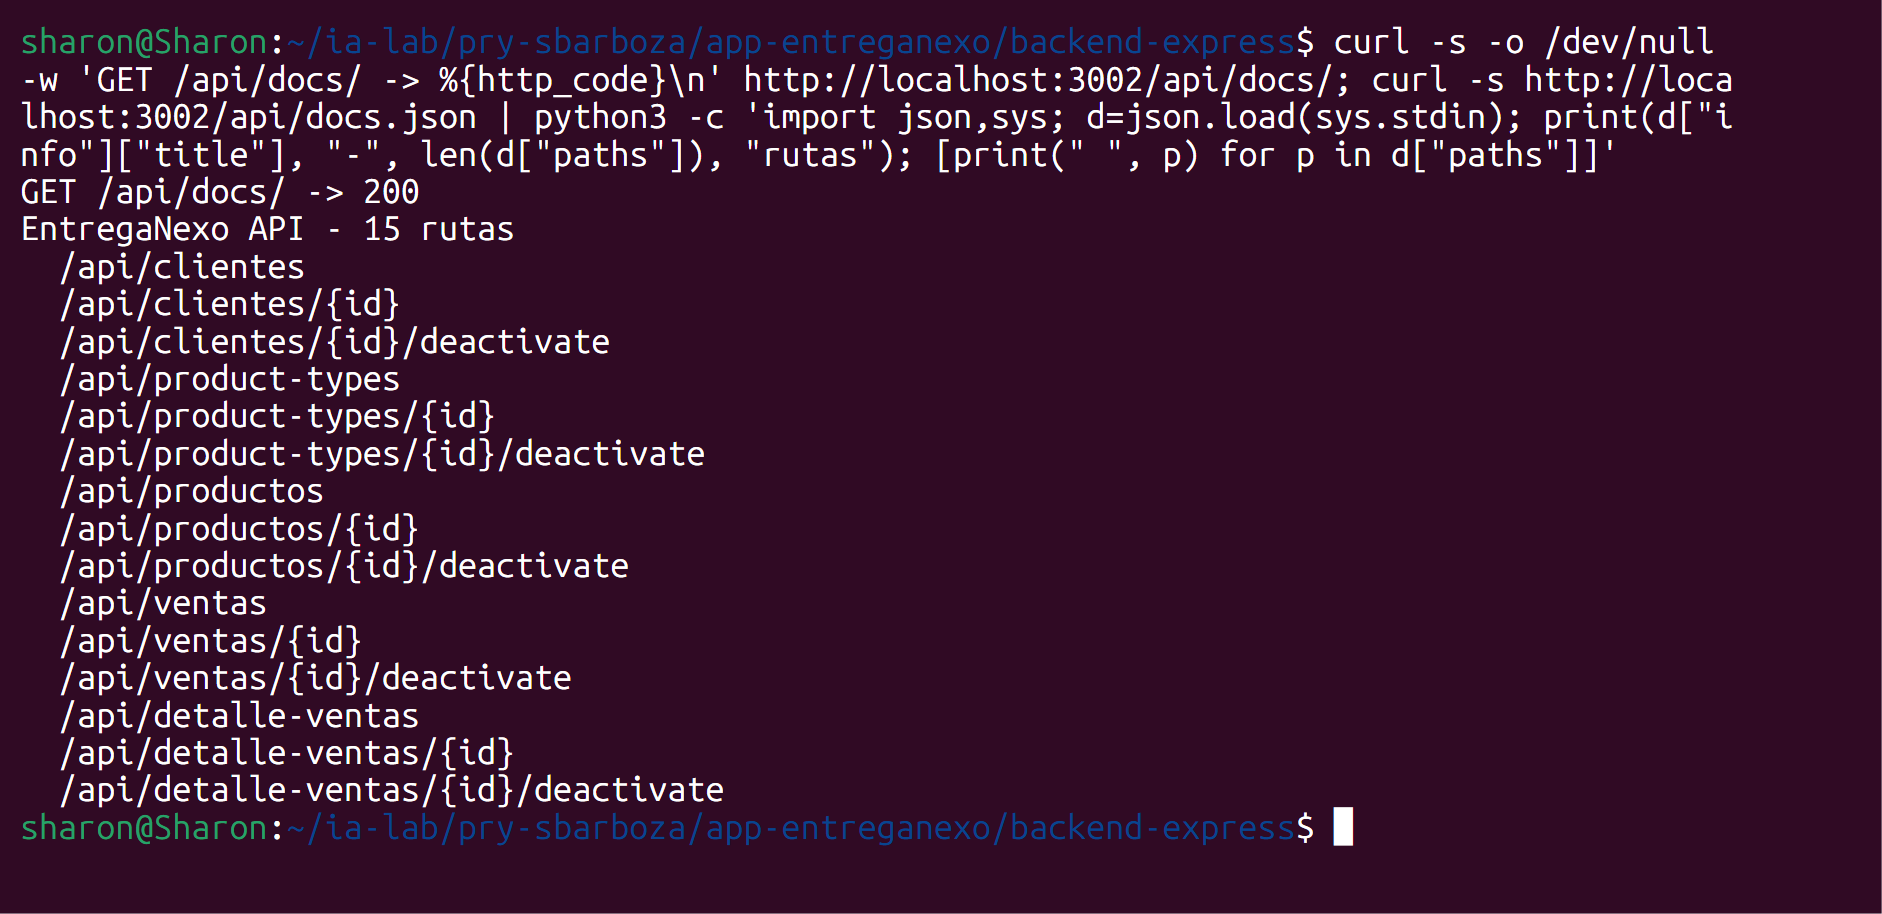 sharon@Sharon:~/ia-lab/pry-sbarboza/app-entreganexo/backend-express$ curl -s -o /dev/null
-w 'GET /api/docs/ -> %{http_code}\n' http://localhost:3002/api/docs/; curl -s http://loca
lhost:3002/api/docs.json | python3 -c 'import json,sys; d=json.load(sys.stdin); print(d["i
nfo"]["title"], "-", len(d["paths"]), "rutas"); [print(" ", p) for p in d["paths"]]'
GET /api/docs/ -> 200
EntregaNexo API - 15 rutas
  /api/clientes
  /api/clientes/{id}
  /api/clientes/{id}/deactivate
  /api/product-types
  /api/product-types/{id}
  /api/product-types/{id}/deactivate
  /api/productos
  /api/productos/{id}
  /api/productos/{id}/deactivate
  /api/ventas
  /api/ventas/{id}
  /api/ventas/{id}/deactivate
  /api/detalle-ventas
  /api/detalle-ventas/{id}
  /api/detalle-ventas/{id}/deactivate
sharon@Sharon:~/ia-lab/pry-sbarboza/app-entreganexo/backend-express$